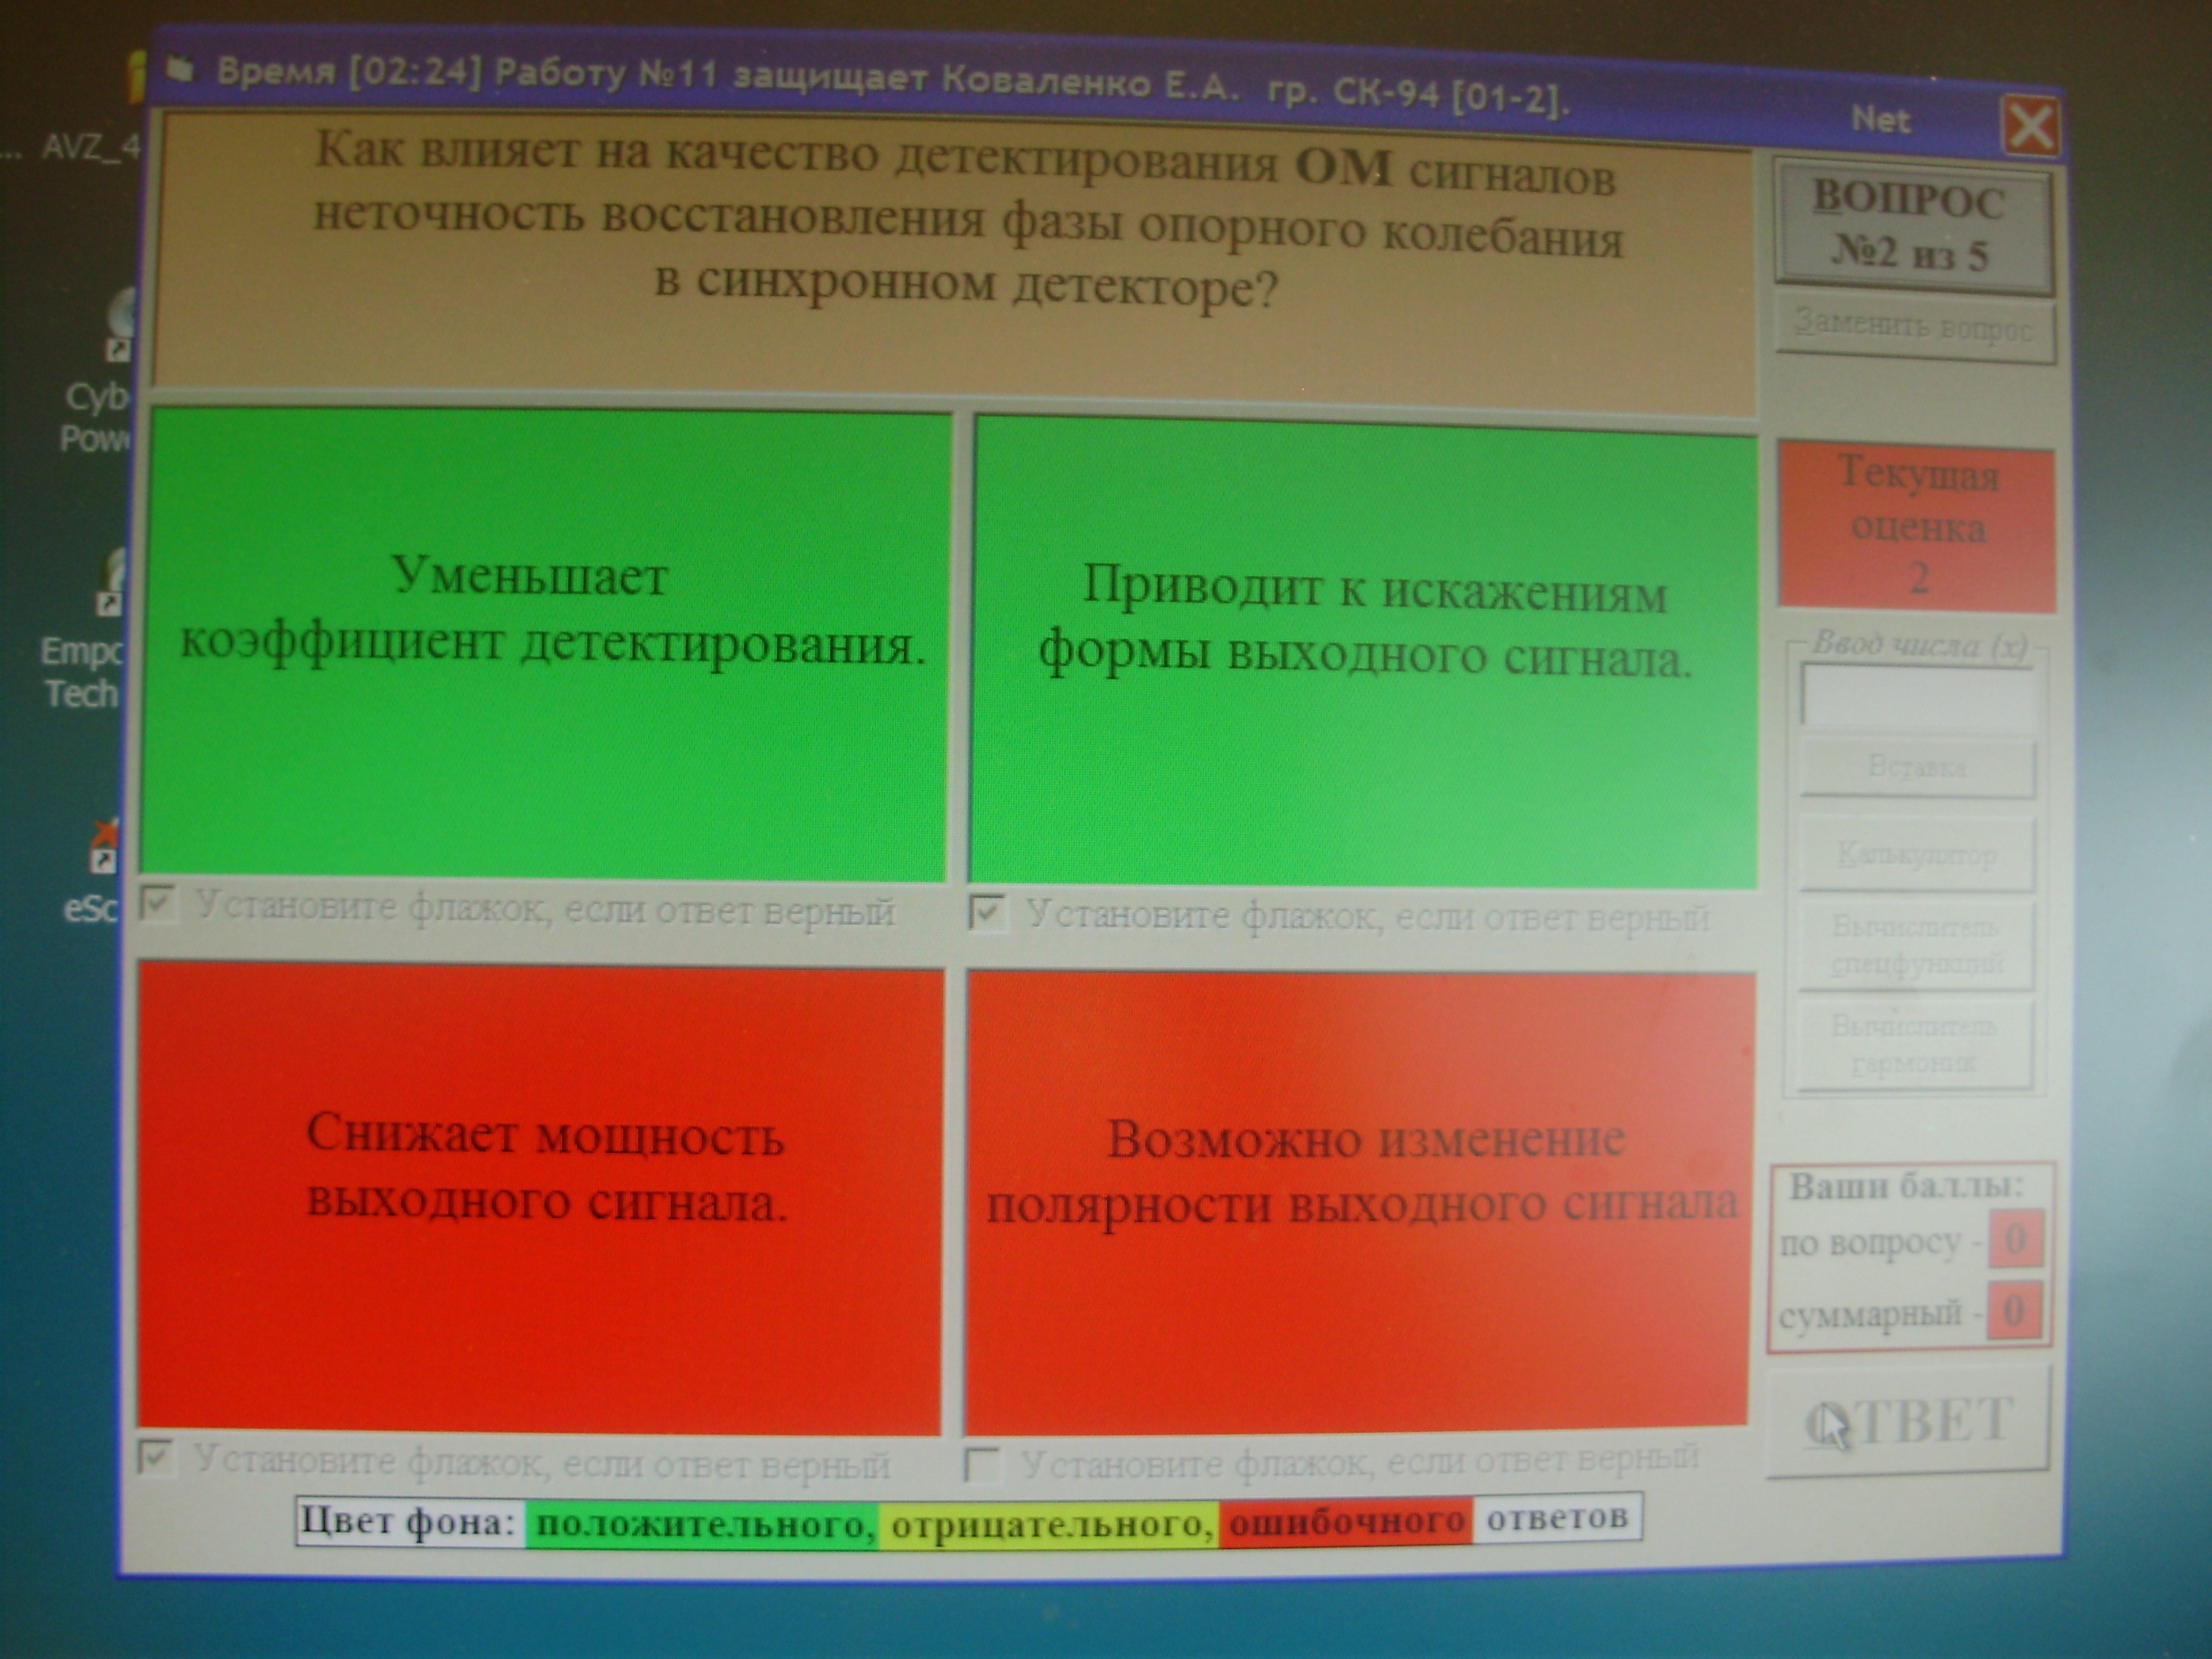 Время [02:24] Работу №11 защищает Коваленко Е.А. гр. СК-94 [01-2].
Net
... AVZ_4
Cyb
Pow
Empo
Tech
eSc
Как влияет на качество детектирования ОМ сигналов
неточность восстановления фазы опорного колебания
в синхронном детекторе?
ВОПРОС
№2 из 5
Заменить вопрос
Уменьшает
коэффициент детектирования.
Установите флажок, если ответ верный
Приводит к искажениям
формы выходного сигнала.
Установите флажок, если ответ верный
Текущая
оценка
2
Ввод числа (x)
Вставка
Калькулятор
Вычислитель
спецфункций
Вычислитель
гармоник
Снижает мощность
выходного сигнала.
Установите флажок, если ответ верный
Возможно изменение
полярности выходного сигнала
Установите флажок, если ответ верный
Ваши баллы:
по вопросу - 0
суммарный - 0
ОТВЕТ
Цвет фона: положительного, отрицательного, ошибочного ответов